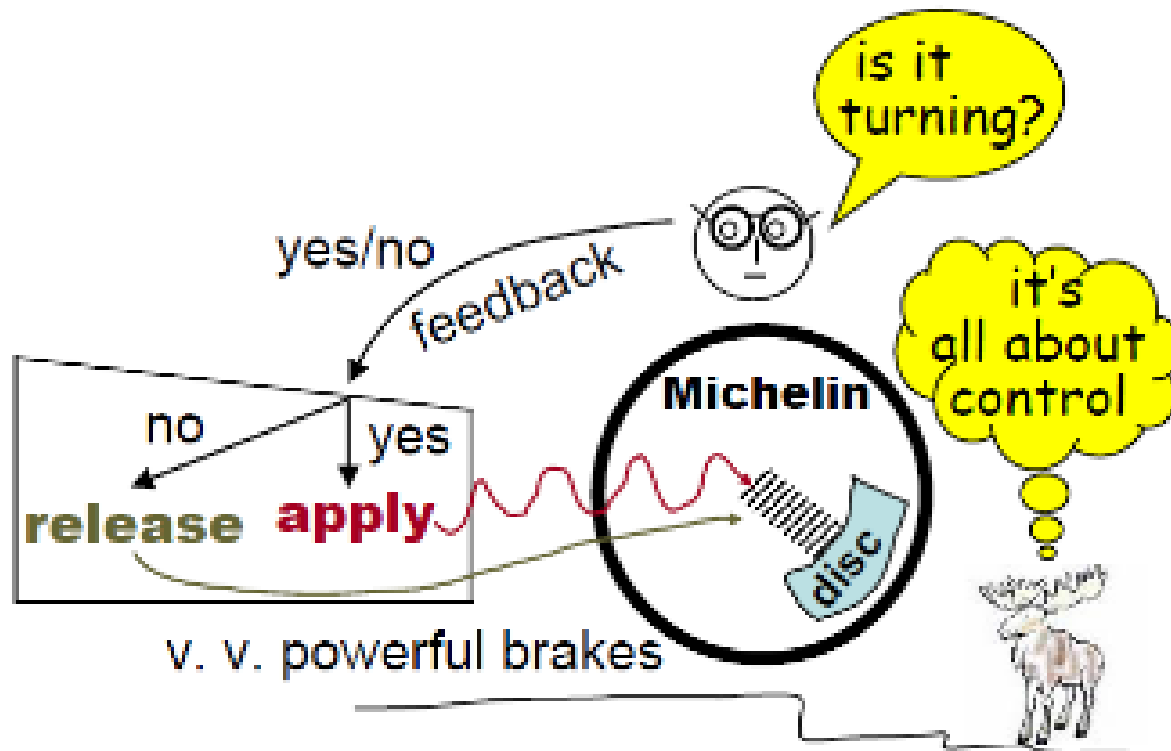 is it
turning?
yes/no
feedback
it's
all about
control
Michelin
no
yes
release
apply
disc
v. v. powerful brakes